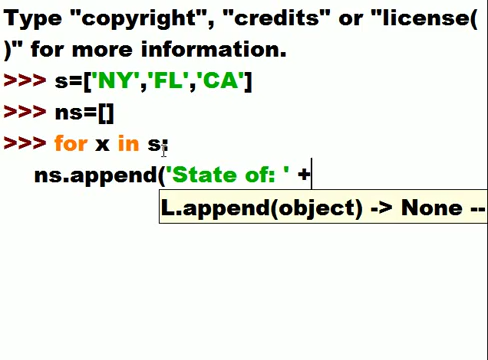 Type "copyright", "credits" or "license(
)" for more information.
>>> s=['NY','FL','CA']
>>> ns=[]
>>> for x in s:
ns.append('State of: ' +
L.append(object) -> None --